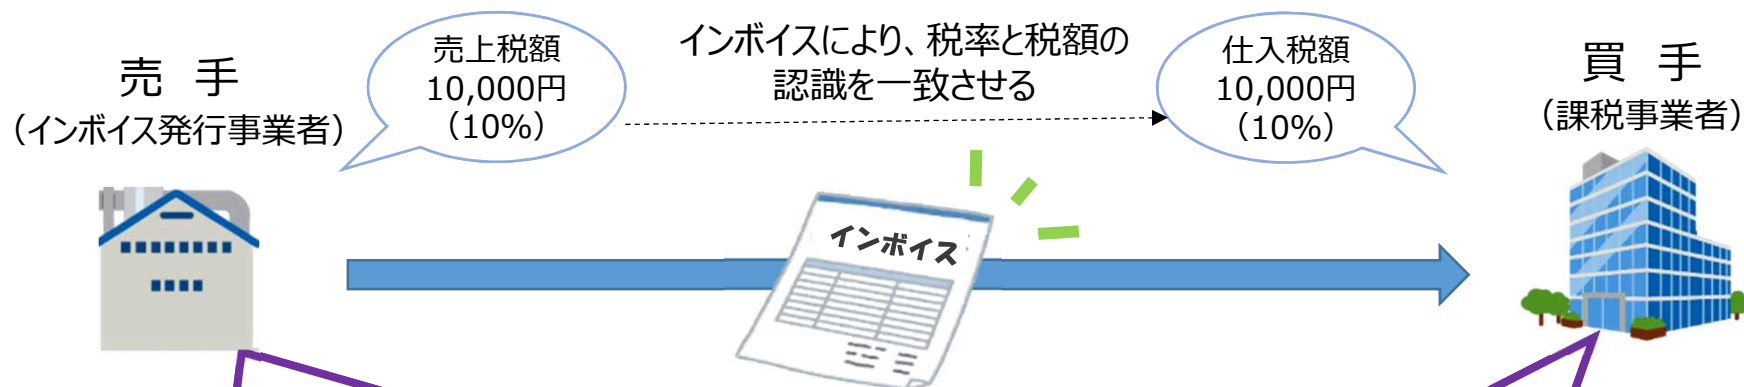 売 手
(インボイス発行事業者)
売上税額
10,000円
(10%)
インボイスにより、税率と税額の
認識を一致させる
仕入税額
10,000円
(10%)
買 手
(課税事業者)
インボイス